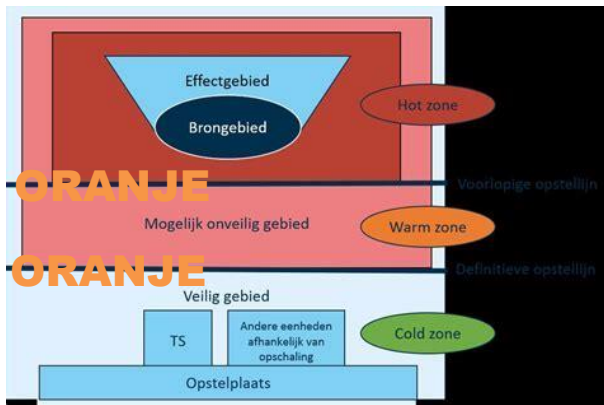 Effectgebied
Brongebied
Hot zone
ORANJE
Voorlopige opstellijn
Mogelijk onveilig gebied
Warm zone
ORANJE
Definitieve opstellijn
Veilig gebied
TS
Andere eenheden
afhankelijk van
opschaling
Cold zone
Opstelplaats